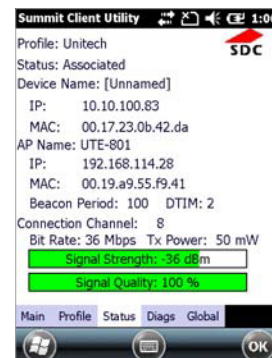 Summit Client Utility 1:0
Profile: Unitech
SDC
Status: Associated
Device Name: [Unnamed]
IP: 10.10.100.83
MAC: 00.17.23.0b.42.da
AP Name: UTE-801
IP: 192.168.114.28
MAC: 00.19.a9.55.f9.41
Beacon Period: 100 DTIM: 2
Connection Channel: 8
Bit Rate: 36 Mbps Tx Power: 50 mW
Signal Strength: -36 dBm
Signal Quality: 100 %
Main Profile Status Diags Global
OK